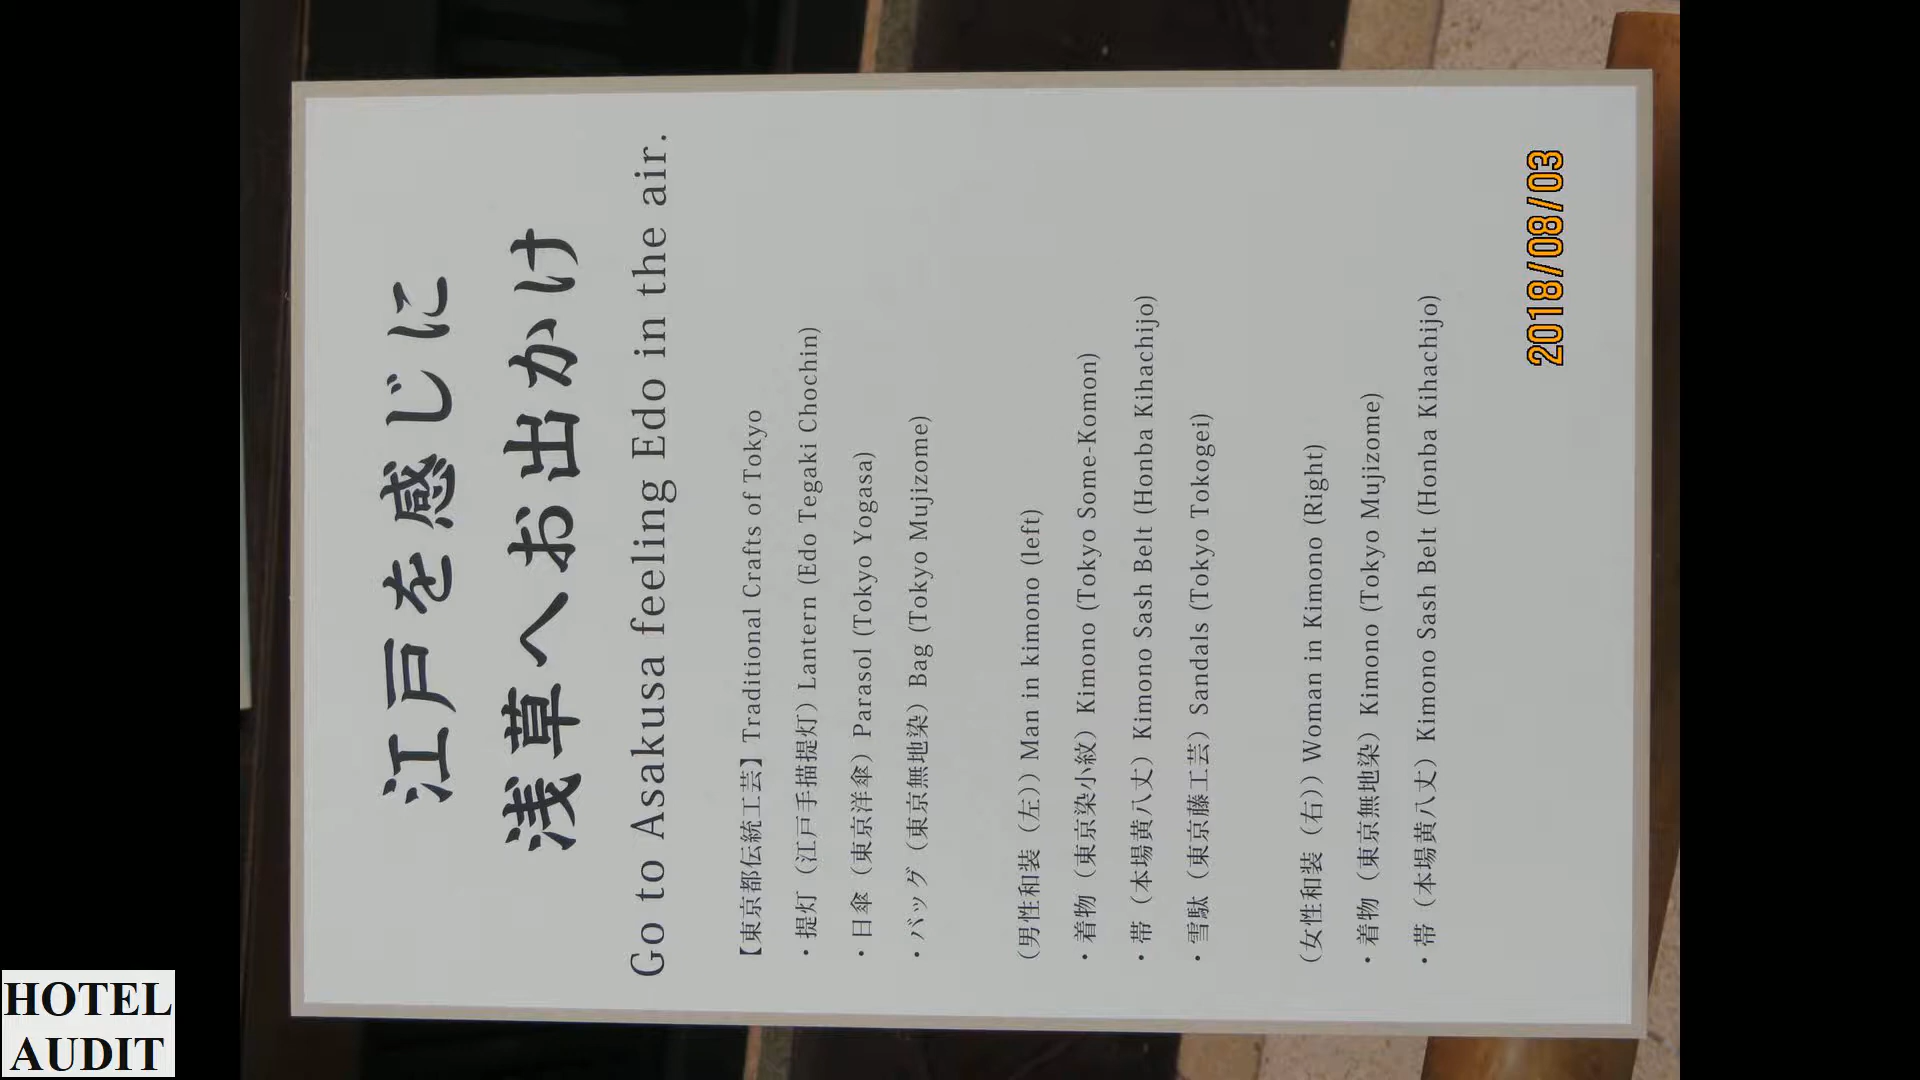 江戸を感じに
浅草へお出かけ
Go to Asakusa feeling Edo in the air.
【東京都伝統工芸】Traditional Crafts of Tokyo
・提灯（江戸手描提灯）Lantern (Edo Tegaki Chochin)
・日傘（東京洋傘）Parasol (Tokyo Yogasa)
・バッグ（東京無地染）Bag (Tokyo Mujizome)
（男性和装（左））Man in kimono (left)
・着物（東京染小紋）Kimono (Tokyo Some-Komon)
・帯（本場黄八丈）Kimono Sash Belt (Honba Kihachijo)
・雪駄（東京籐工芸）Sandals (Tokyo Tokogei)
（女性和装（右））Woman in Kimono (Right)
・着物（東京無地染）Kimono (Tokyo Mujizome)
・帯（本場黄八丈）Kimono Sash Belt (Honba Kihachijo)
2018/08/03
HOTEL
AUDIT